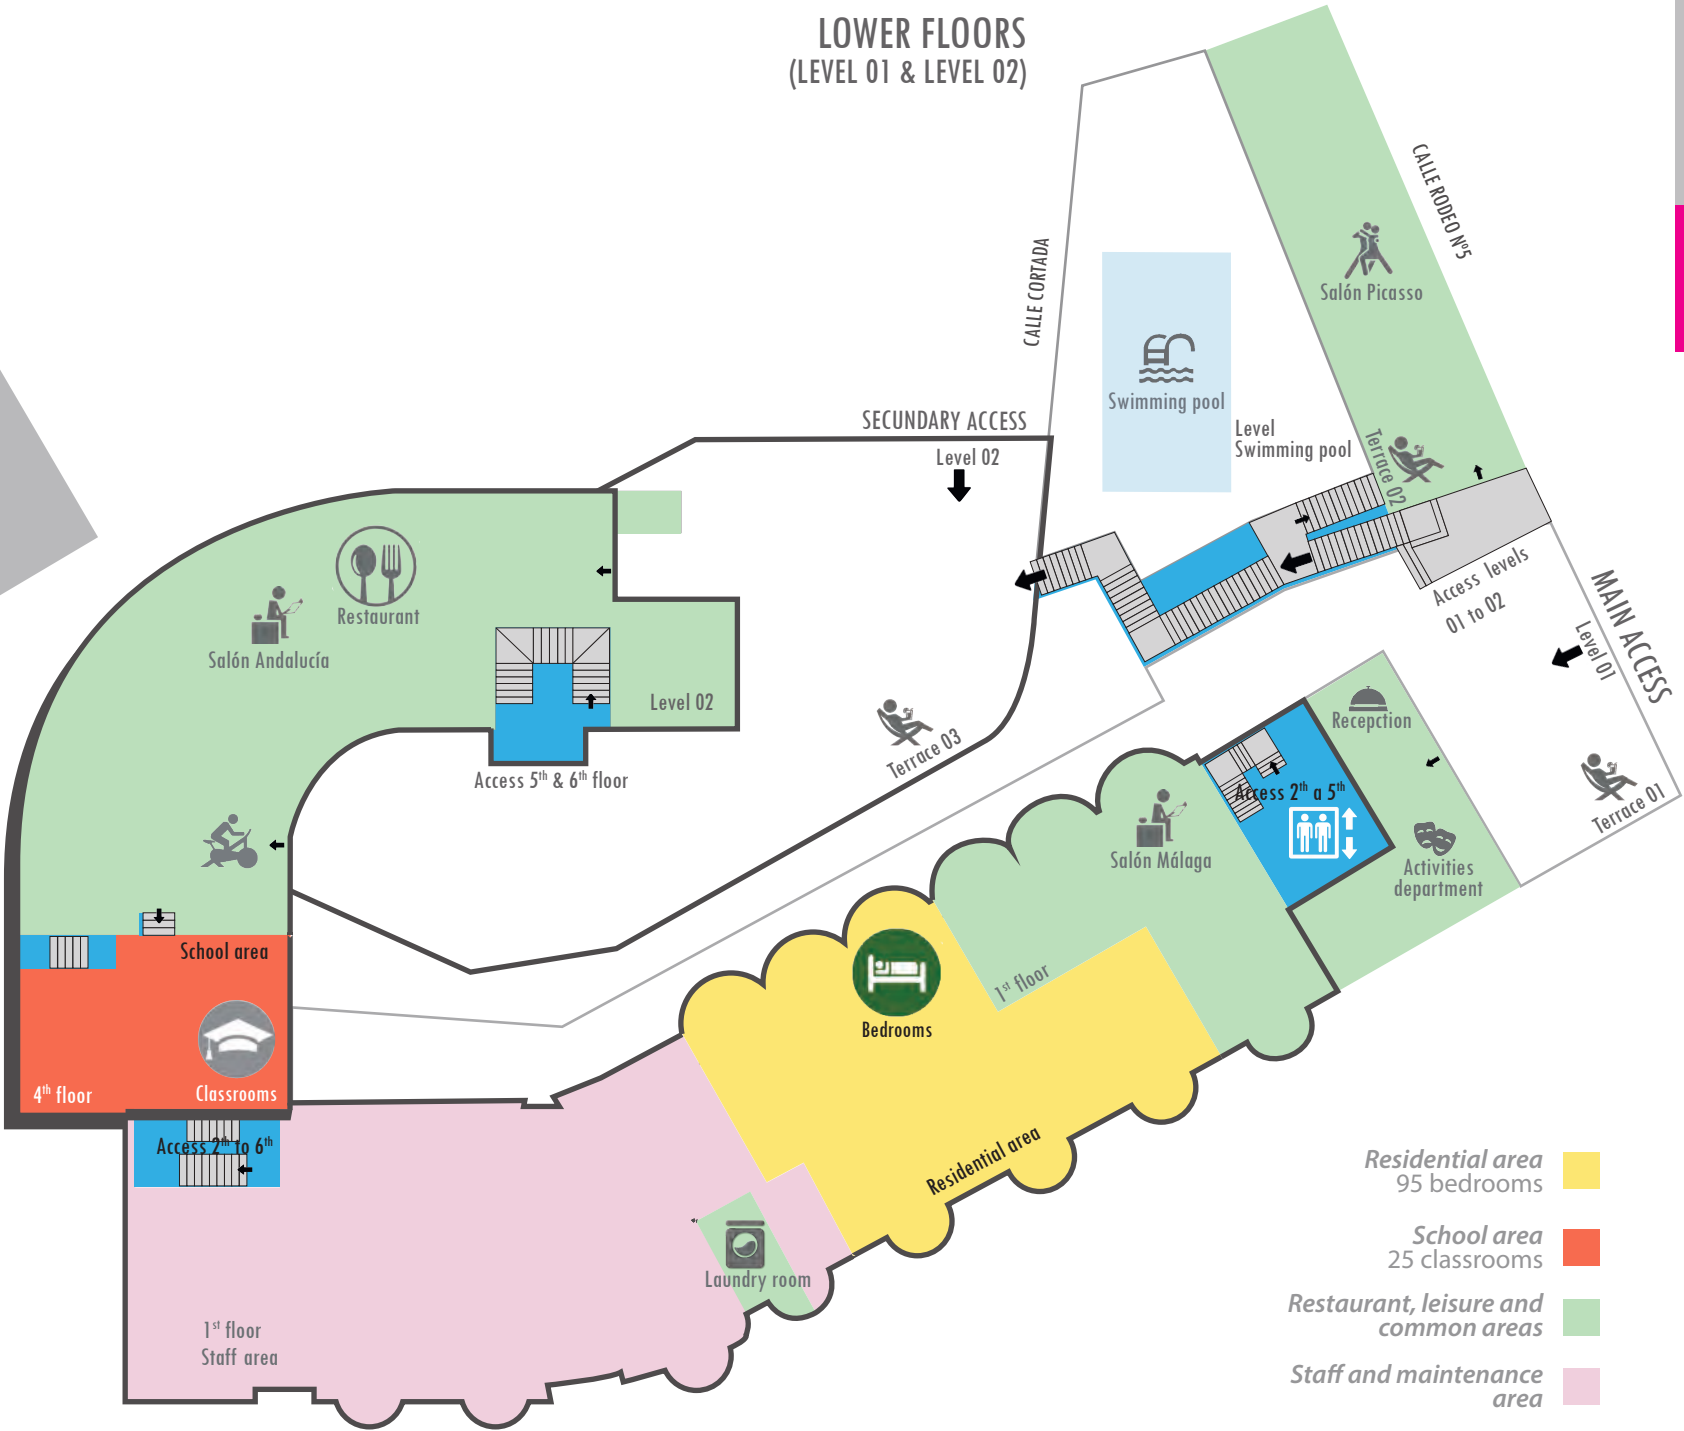 LOWER FLOORS
(LEVEL 01 & LEVEL 02)
CALLE RODEO Nº5
CALLE CORTADA
Salón Picasso
Swimming pool
SECUNDARY ACCESS
Level 02
Level
Swimming pool
Terrace 02
Access levels
01 to 02
MAIN ACCESS
Level 01
Restaurant
Salón Andalucía
Level 02
Access 5th & 6th floor
Terrace 03
Recepction
Access 2th a 5th
Terrace 01
Salón Málaga
Activities
department
School area
1st floor
Bedrooms
4th floor
Classrooms
Access 2th to 6th
Residential area
Laundry room
1st floor
Staff area
Residential area
95 bedrooms
School area
25 classrooms
Restaurant, leisure and
common areas
Staff and maintenance
area